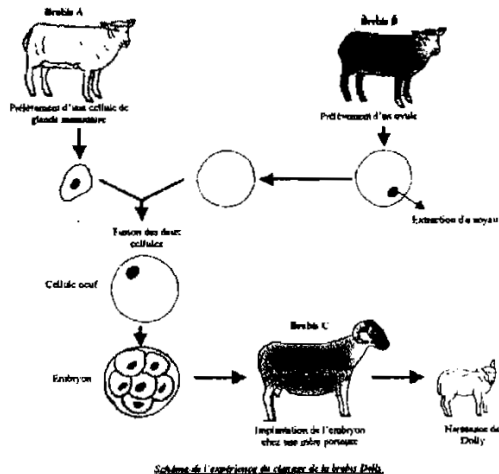 Brebis A
Brebis B
Prélèvement d'une cellule de
glande mammaire
Prélèvement d'un ovule
Extraction du noyau
Fusion des deux
cellules
Cellule oeuf
Brebis C
Embryon
Implantation de l'embryon
chez une mère porteuse
Naissance de
Dolly
Schéma de l'expérience du clonage de la brebis Dolly